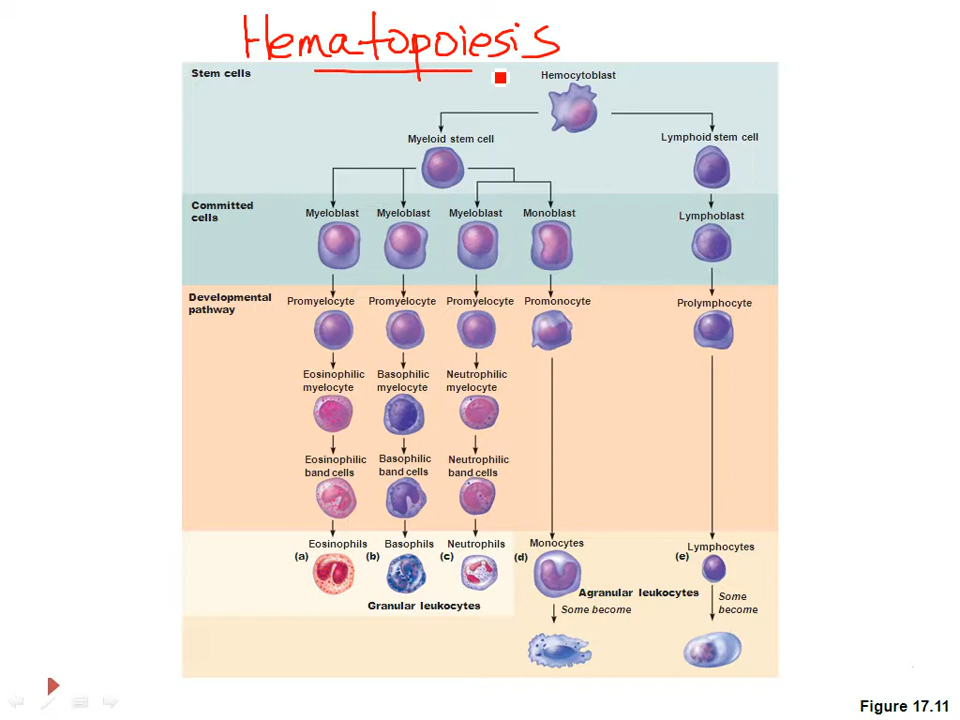 Hematopoiesis
Stem cells
Hemocytoblast
Myeloid stem cell
Lymphoid stem cell
Committed
cells
Myeloblast
Myeloblast
Myeloblast
Monoblast
Lymphoblast
Developmental
pathway
Promyelocyte
Promyelocyte
Promyelocyte
Promonocyte
Prolymphocyte
Eosinophilic
myelocyte
Basophilic
myelocyte
Neutrophilic
myelocyte
Eosinophilic
band cells
Basophilic
band cells
Neutrophilic
band cells
Eosinophils
(a)
Basophils
(b)
Neutrophils
(c)
Monocytes
(d)
Lymphocytes
(e)
Granular leukocytes
Agranular leukocytes
Some become
Some
become
Figure 17.11